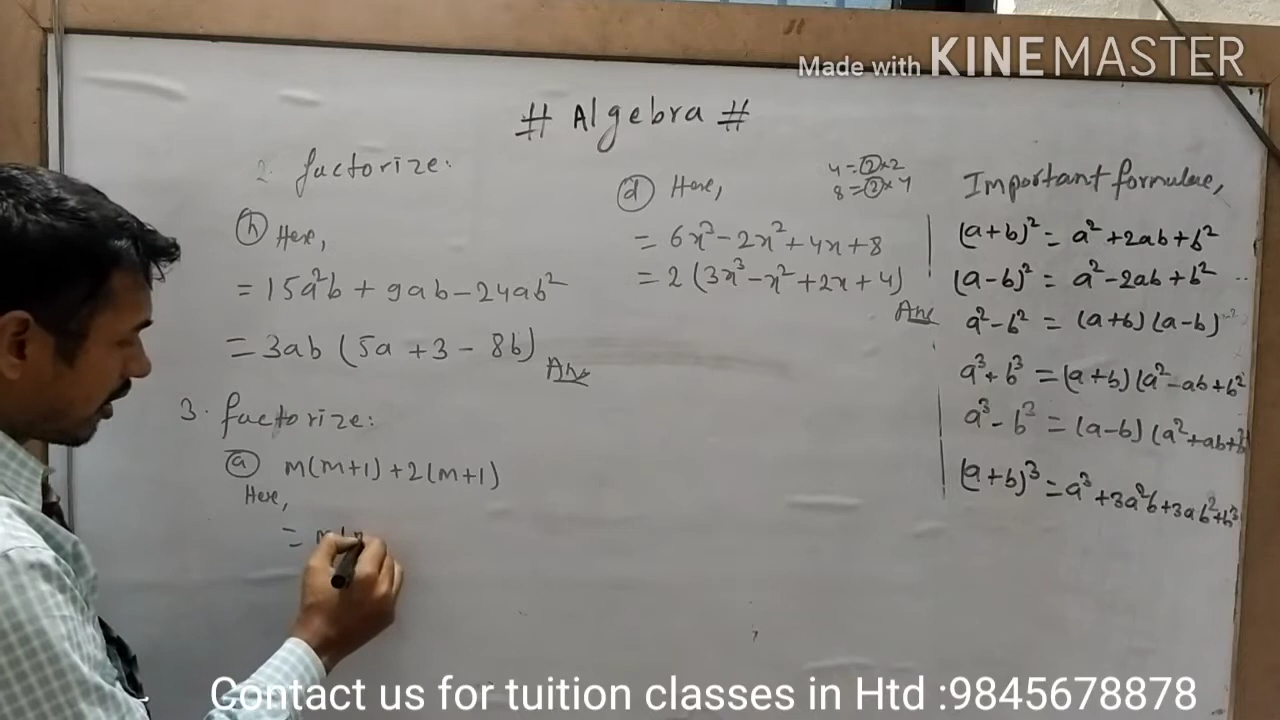 Made with KINEMASTER
# Algebra #
2. factorize:
(h) Here,
= 15a²b + 9ab - 24ab²
= 3ab (5a + 3 - 8b)
Ans
3. factorize:
(a) m(m+1) + 2(m+1)
Here,
= m(m
(d) Here,
4 = 2×2
8 = 2×4
= 6x³ - 2x² + 4x + 8
= 2 (3x³ - x² + 2x + 4)
Ans
Important formulae,
(a+b)² = a² + 2ab + b²
(a-b)² = a² - 2ab + b²
a² - b² = (a+b) (a-b)
a³ + b³ = (a+b) (a² - ab + b²
a³ - b³ = (a-b) (a² + ab + b²
(a+b)³ = a³ + 3a²b + 3ab² + b³
Contact us for tuition classes in Htd :9845678878